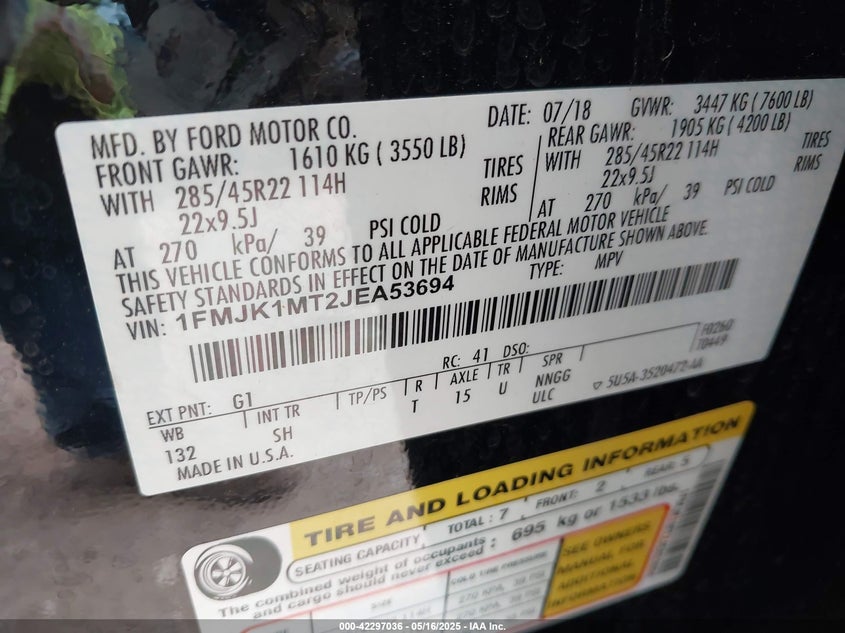 MFD. BY FORD MOTOR CO.
DATE: 07/18 GVWR: 3447 KG ( 7600 LB)
FRONT GAWR: 1610 KG ( 3550 LB)
REAR GAWR: 1905 KG ( 4200 LB)
WITH 285/45R22 114H TIRES
WITH 285/45R22 114H TIRES
22x9.5J RIMS
22x9.5J RIMS
AT 270 kPa/ 39 PSI COLD
AT 270 kPa/ 39 PSI COLD
THIS VEHICLE CONFORMS TO ALL APPLICABLE FEDERAL MOTOR VEHICLE
SAFETY STANDARDS IN EFFECT ON THE DATE OF MANUFACTURE SHOWN ABOVE.
VIN: 1FMJK1MT2JEA53694 TYPE: MPV
F0260
T0449
EXT PNT: G1 RC: 41 DSO:
WB INT TR TP/PS R AXLE TR SPR
132 SH T 15 U NNGG
ULC
MADE IN U.S.A.
5U5A-3520472-AA
TIRE AND LOADING INFORMATION
SEATING CAPACITY TOTAL: 7 FRONT: 2 REAR: 5
The combined weight of occupants
and cargo should never exceed : 695 kg or 1533 lbs.
SEE OWNERS
MANUAL FOR
ADDITIONAL
INFORMATION
000-42297036 - 05/16/2025 - IAA Inc.